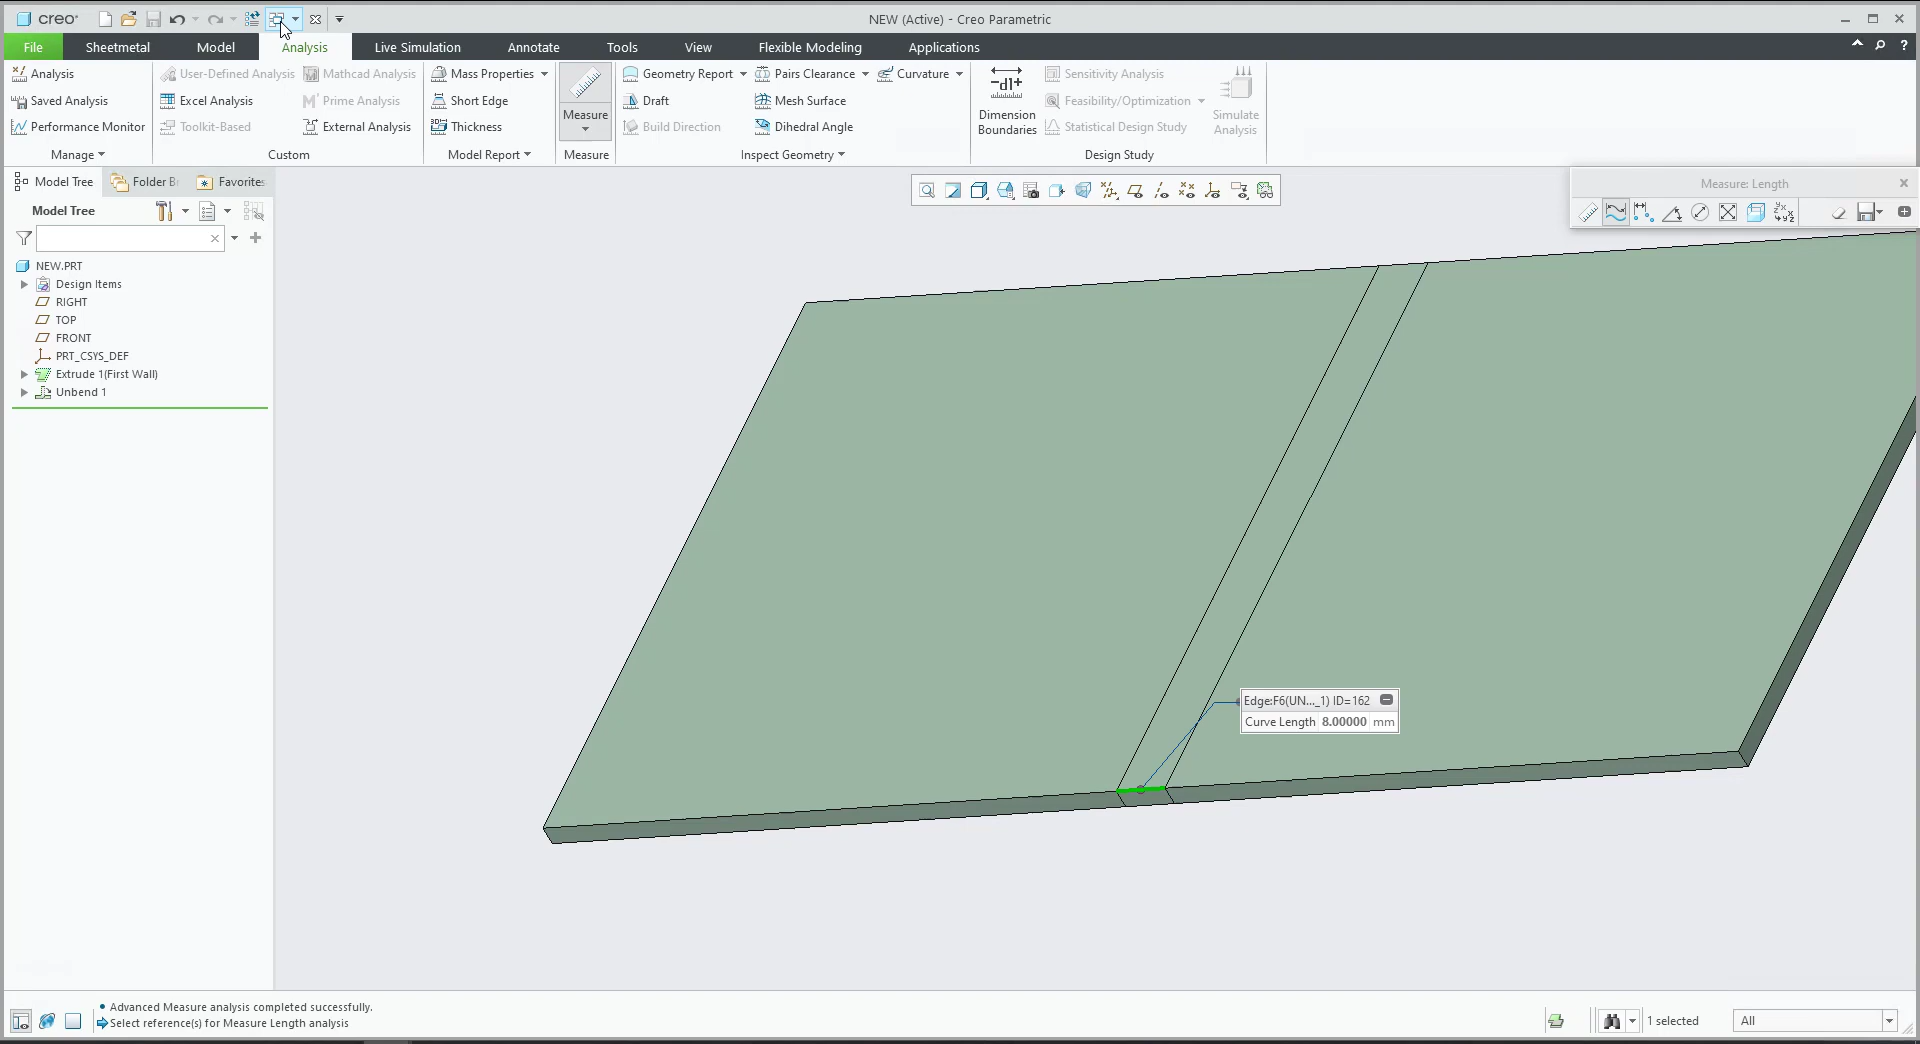 creo
NEW (Active) - Creo Parametric
File Sheetmetal Model Analysis Live Simulation Annotate Tools View Flexible Modeling Applications
Analysis User-Defined Analysis Mathcad Analysis Mass Properties Geometry Report Pairs Clearance Curvature Sensitivity Analysis
Saved Analysis Excel Analysis Prime Analysis Short Edge Draft Mesh Surface Feasibility/Optimization
Performance Monitor Toolkit-Based External Analysis Thickness Build Direction Dihedral Angle Statistical Design Study
Measure
Dimension Boundaries
Simulate Analysis
Manage Custom Model Report Measure Inspect Geometry Design Study
Model Tree Folder Br Favorites
Measure: Length
Model Tree
NEW.PRT
Design Items
RIGHT
TOP
FRONT
PRT_CSYS_DEF
Extrude 1(First Wall)
Unbend 1
Edge:F6(UN..._1) ID=162
Curve Length 8.00000 mm
Advanced Measure analysis completed successfully.
Select reference(s) for Measure Length analysis
1 selected
All